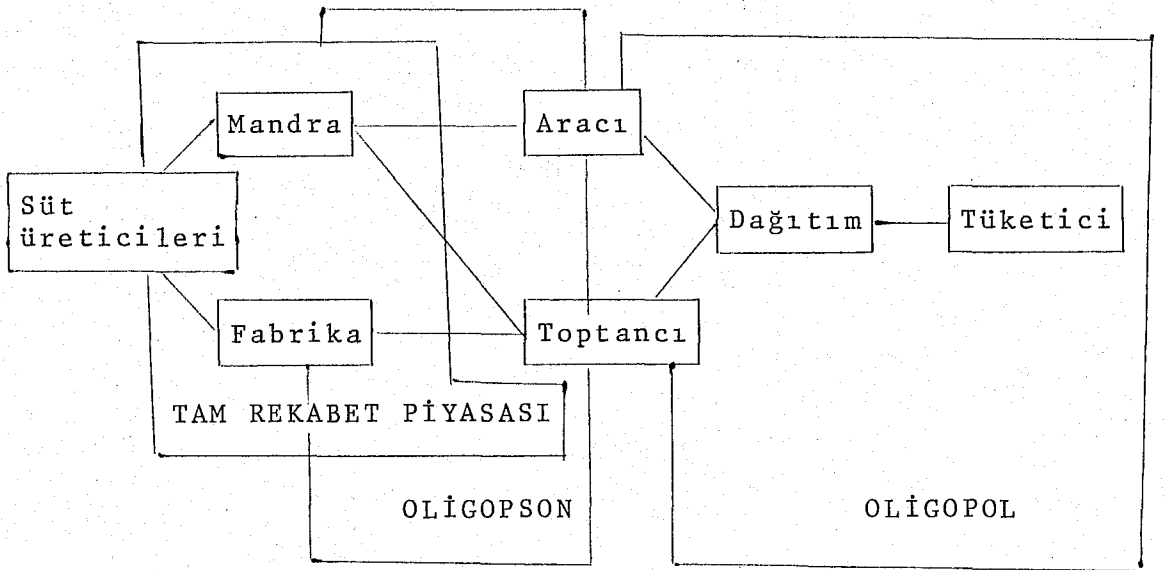 Mandra
Aracı
Süt
üreticileri
Dağıtım
Tüketici
Fabrika
Toptancı
TAM REKABET PİYASASI
OLİGOPSON
OLİGOPOL